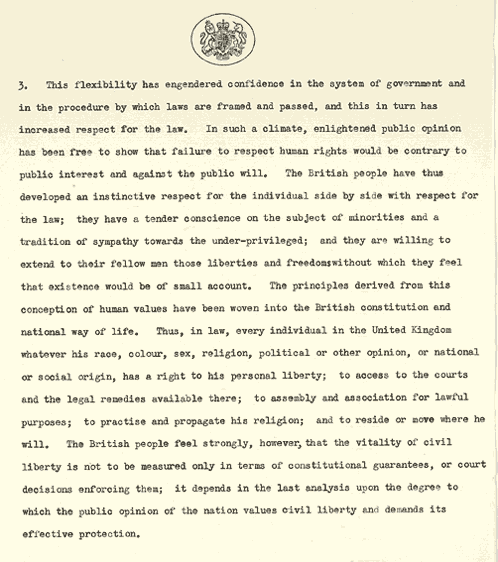 3. This flexibility has engendered confidence in the system of government and
in the procedure by which laws are framed and passed, and this in turn has
increased respect for the law. In such a climate, enlightened public opinion
has been free to show that failure to respect human rights would be contrary to
public interest and against the public will. The British people have thus
developed an instinctive respect for the individual side by side with respect for
the law; they have a tender conscience on the subject of minorities and a
tradition of sympathy towards the under-privileged; and they are willing to
extend to their fellow men those liberties and freedomswithout which they feel
that existence would be of small account. The principles derived from this
conception of human values have been woven into the British constitution and
national way of life. Thus, in law, every individual in the United Kingdom
whatever his race, colour, sex, religion, political or other opinion, or national
or social origin, has a right to his personal liberty; to access to the courts
and the legal remedies available there; to assembly and association for lawful
purposes; to practise and propagate his religion; and to reside or move where he
will. The British people feel strongly, however, that the vitality of civil
liberty is not to be measured only in terms of constitutional guarantees, or court
decisions enforcing them; it depends in the last analysis upon the degree to
which the public opinion of the nation values civil liberty and demands its
effective protection.